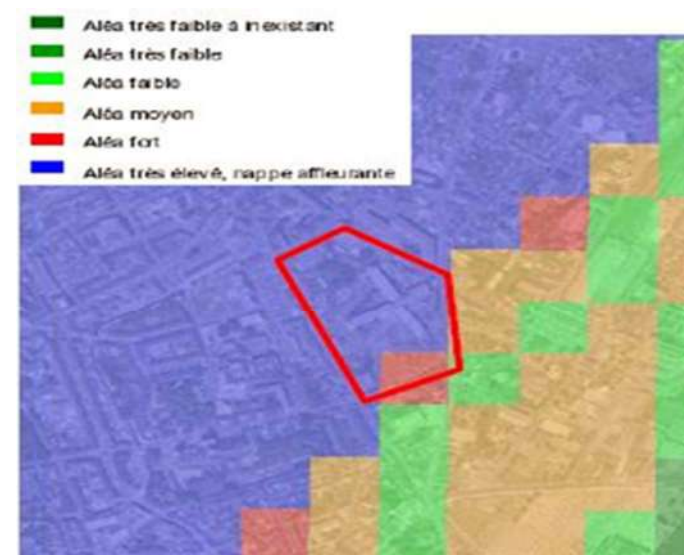 Aléa très faible à inexistant
Aléa très faible
Aléa faible
Aléa moyen
Aléa fort
Aléa très élevé, nappe affleurante